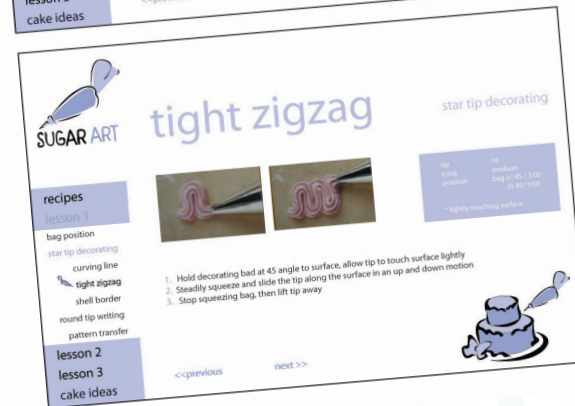 cake ideas
SUGAR ART
tight zigzag
star tip decorating
tip 16
icing medium
position bag (r) 45 / 3:00
(l) 45/ 9:00
* lightly touching surface
recipes
lesson 1
bag position
star tip decorating
curving line
tight zigzag
shell border
round tip writing
pattern transfer
lesson 2
lesson 3
cake ideas
1. Hold decorating bad at 45 angle to surface, allow tip to touch surface lightly
2. Steadily squeeze and slide the tip along the surface in an up and down motion
3. Stop squeezing bag, then lift tip away
<<previous
next >>